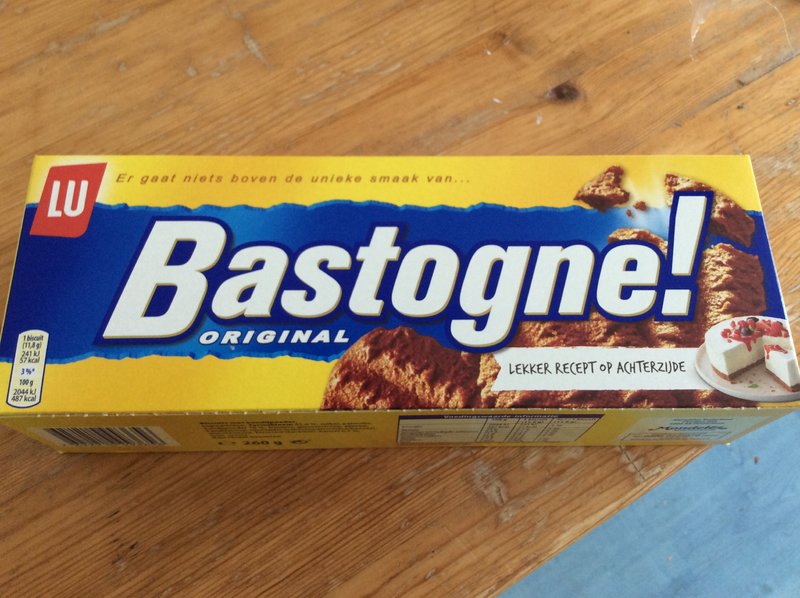 LU
Er gaat niets boven de unieke smaak van...
Bastogne!
ORIGINAL
LEKKER RECEPT OP ACHTERZIJDE
1 biscuit
(11,8 g)
241 kJ
57 kcal
3 %*
100 g
2044 kJ
487 kcal
260 g